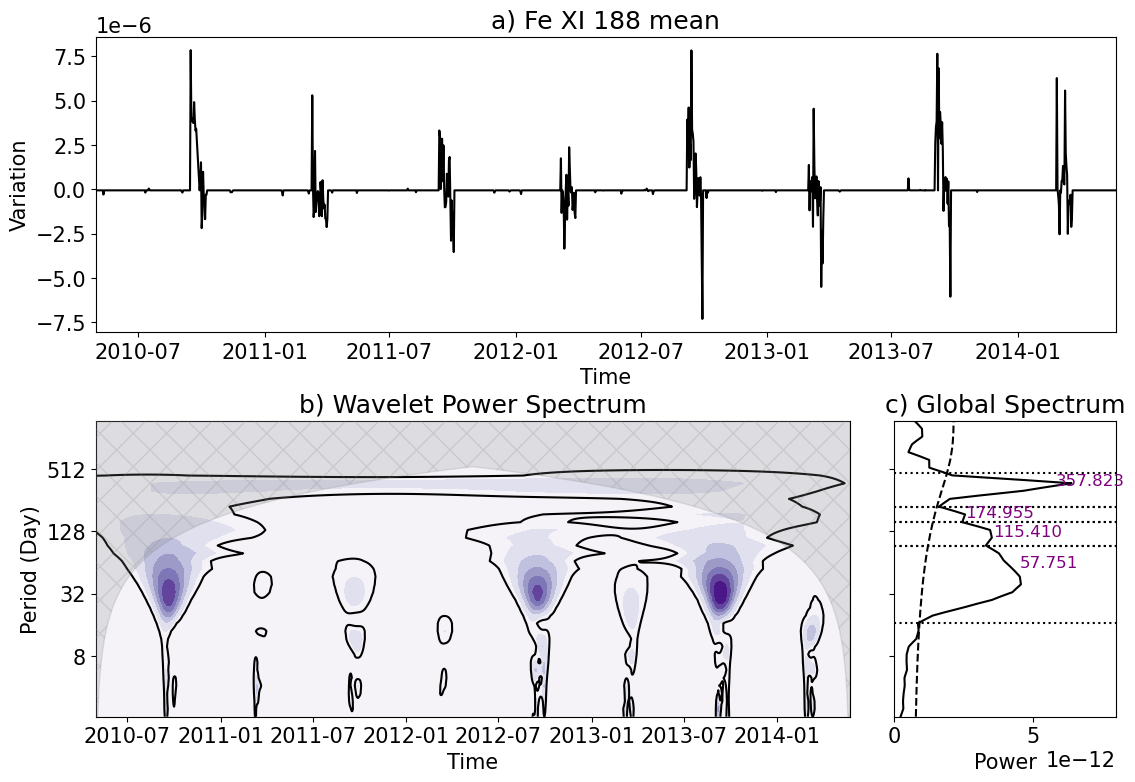 a) Fe XI 188 mean
1e−6
7.5
5.0
2.5
0.0
−2.5
−5.0
−7.5
Variation
2010-07 2011-01 2011-07 2012-01 2012-07 2013-01 2013-07 2014-01
Time
b) Wavelet Power Spectrum
512
128
32
8
Period (Day)
2010-07 2011-01 2011-07 2012-01 2012-07 2013-01 2013-07 2014-01
Time
c) Global Spectrum
357.823
174.955
115.410
57.751
0 5
Power 1e−12